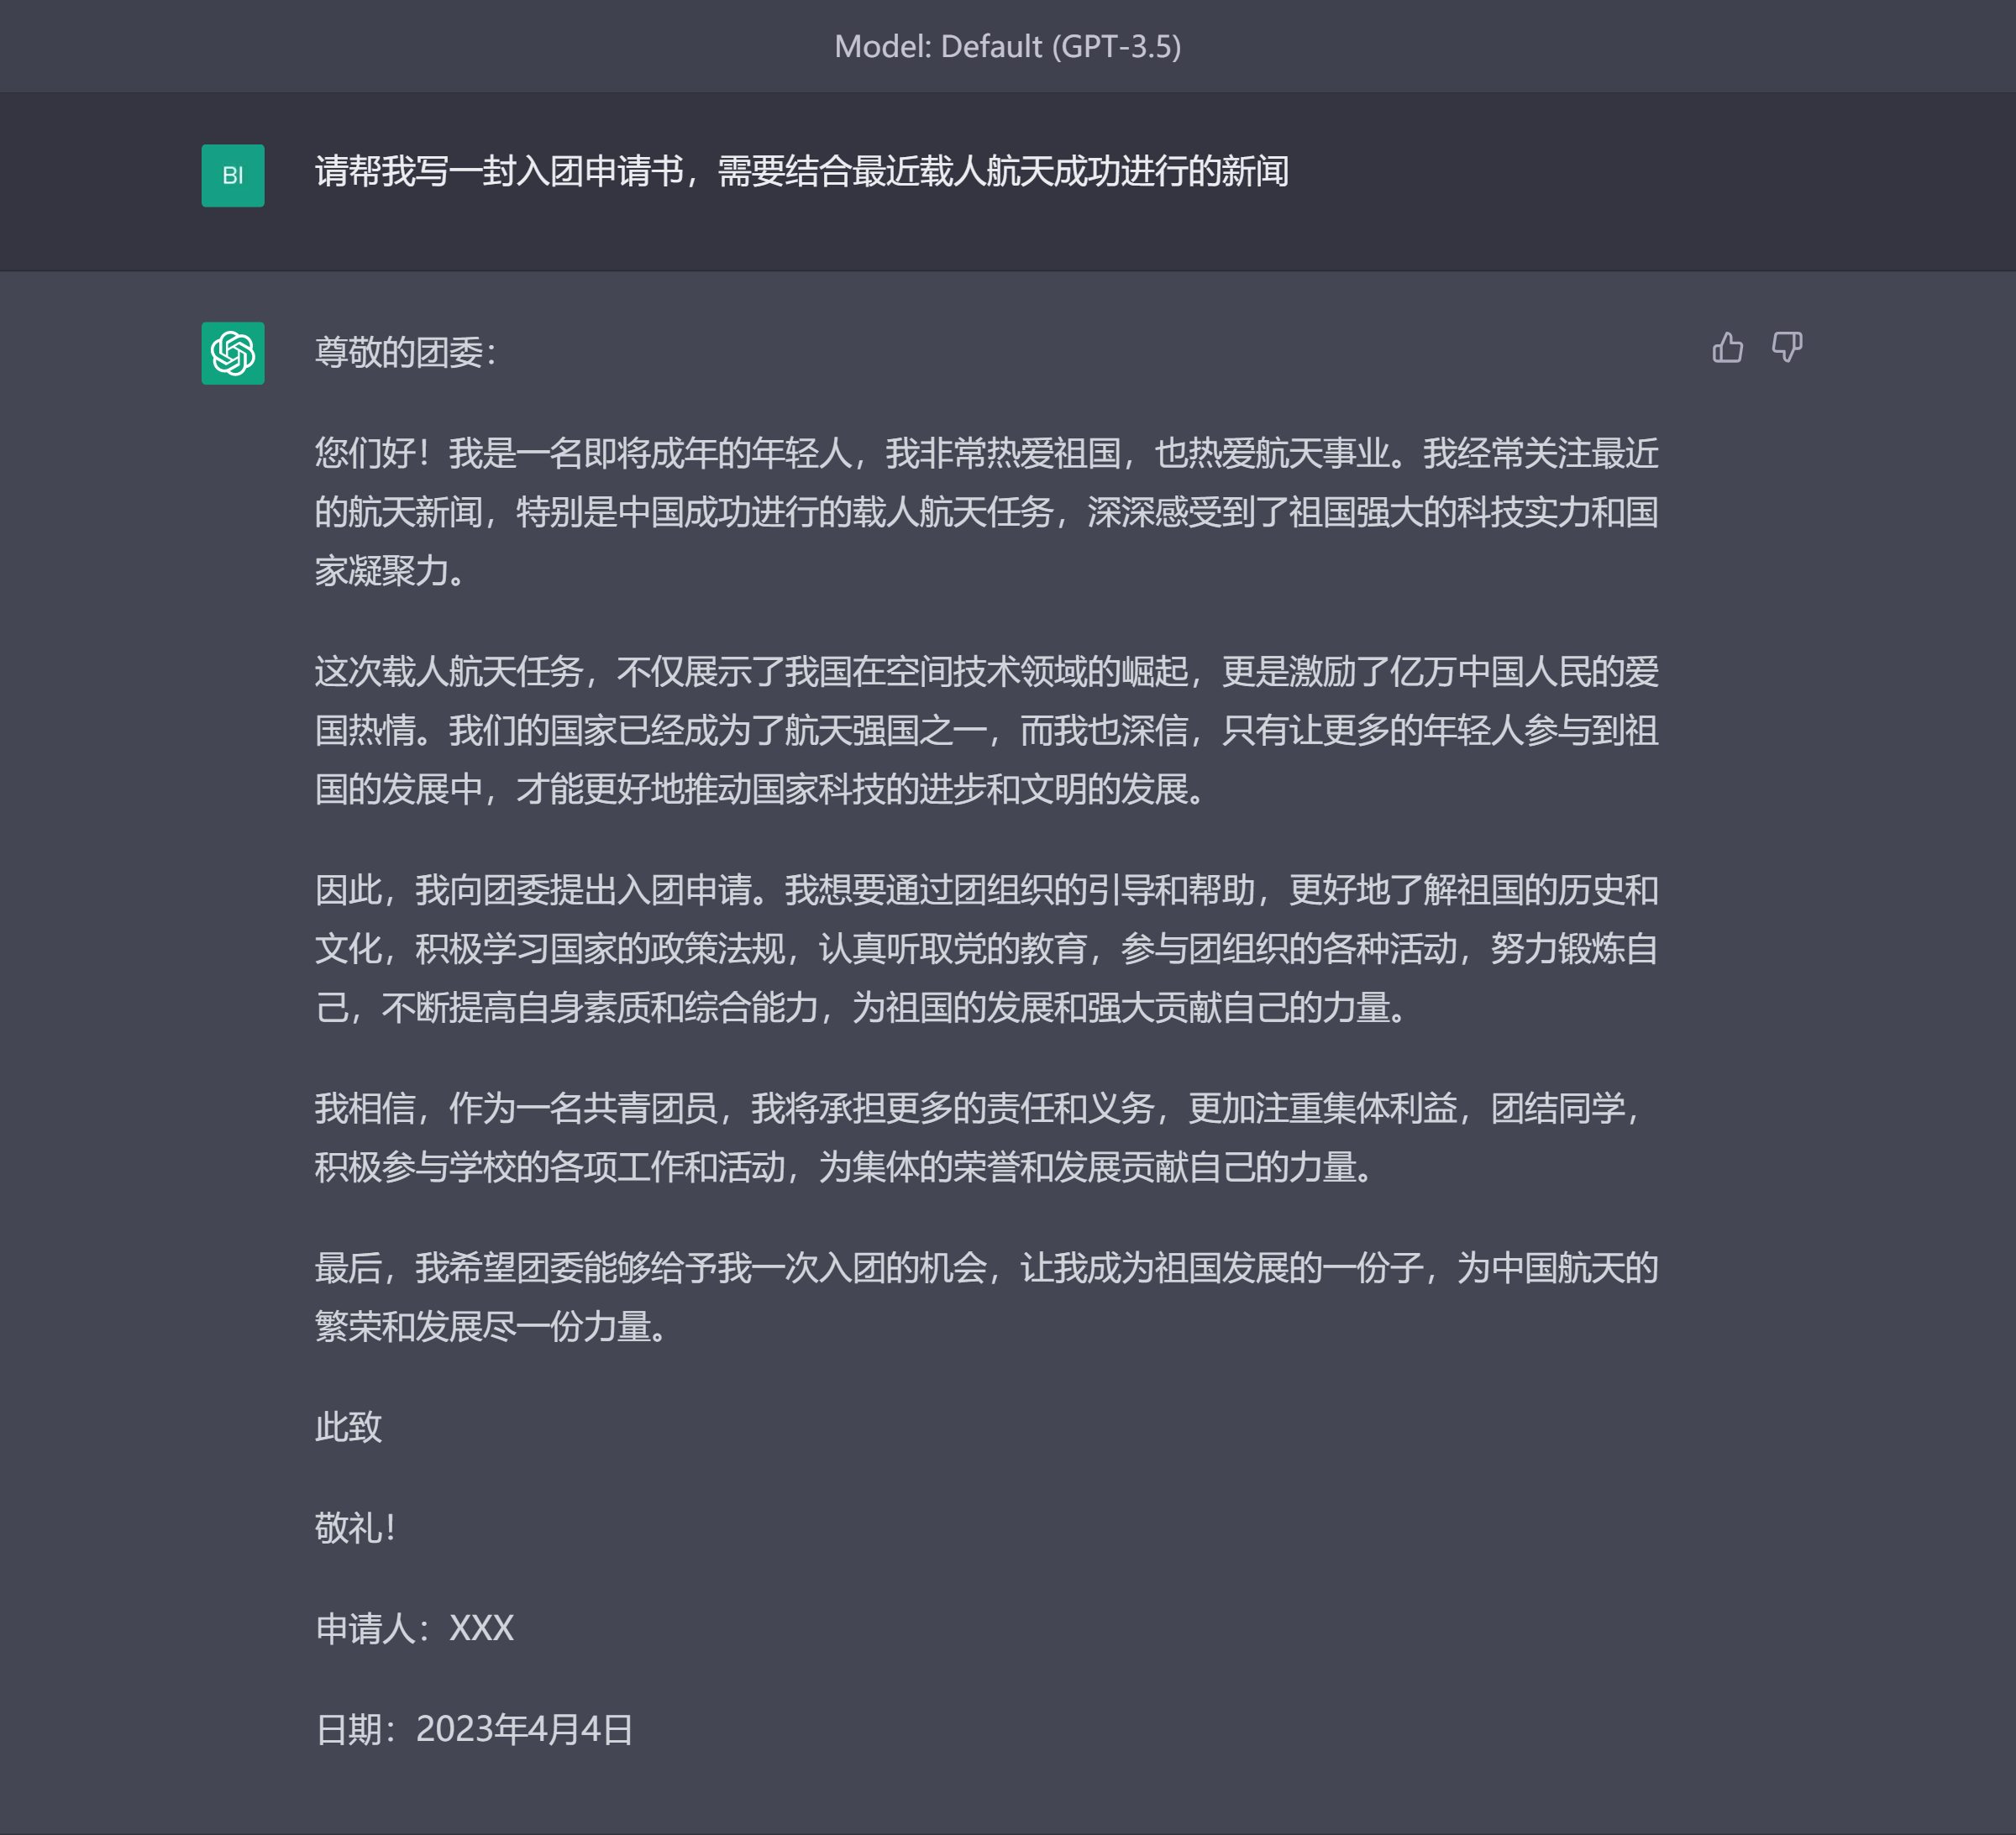 Model: Default (GPT-3.5)
BI
请帮我写一封入团申请书，需要结合最近载人航天成功进行的新闻
尊敬的团委：
您们好！我是一名即将成年的年轻人，我非常热爱祖国，也热爱航天事业。我经常关注最近
的航天新闻，特别是中国成功进行的载人航天任务，深深感受到了祖国强大的科技实力和国
家凝聚力。
这次载人航天任务，不仅展示了我国在空间技术领域的崛起，更是激励了亿万中国人民的爱
国热情。我们的国家已经成为了航天强国之一，而我也深信，只有让更多的年轻人参与到祖
国的发展中，才能更好地推动国家科技的进步和文明的发展。
因此，我向团委提出入团申请。我想要通过团组织的引导和帮助，更好地了解祖国的历史和
文化，积极学习国家的政策法规，认真听取党的教育，参与团组织的各种活动，努力锻炼自
己，不断提高自身素质和综合能力，为祖国的发展和强大贡献自己的力量。
我相信，作为一名共青团员，我将承担更多的责任和义务，更加注重集体利益，团结同学，
积极参与学校的各项工作和活动，为集体的荣誉和发展贡献自己的力量。
最后，我希望团委能够给予我一次入团的机会，让我成为祖国发展的一份子，为中国航天的
繁荣和发展尽一份力量。
此致
敬礼！
申请人：XXX
日期：2023年4月4日